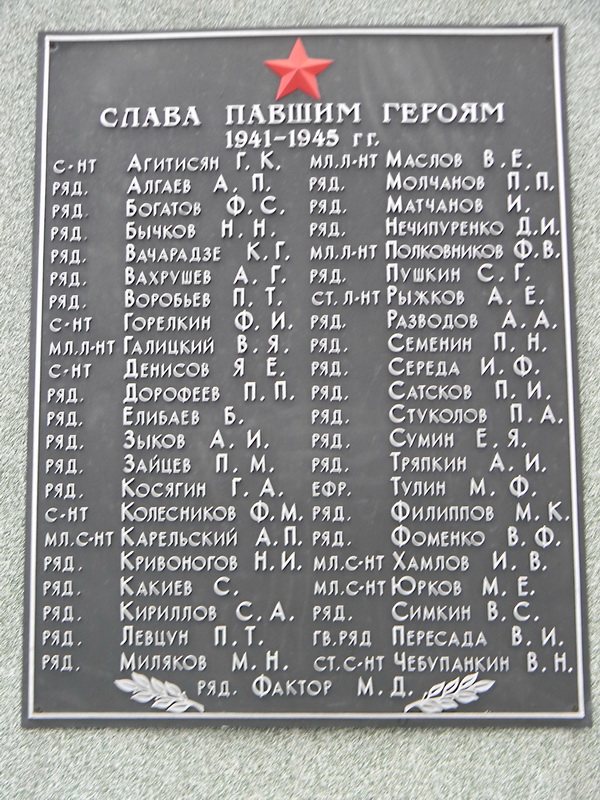 СЛАВА ПАВШИМ ГЕРОЯМ
1941-1945 гг.
С-НТ АГИТИСЯН Г. К. МЛ.Л-НТ МАСЛОВ В. Е.
РЯД. АЛГАЕВ А. П. РЯД. МОЛЧАНОВ П. П.
РЯД. БОГАТОВ Ф. С. РЯД. МАТЧАНОВ И.
РЯД. БЫЧКОВ Н. Н. РЯД. НЕЧИПУРЕНКО Д. И.
РЯД. ВАЧАРАДЗЕ К. Г. МЛ.Л-НТ ПОЛКОВНИКОВ Ф. В.
РЯД. ВАХРУШЕВ А. Г. РЯД. ПУШКИН С. Г.
РЯД. ВОРОБЬЕВ П. Т. СТ. Л-НТ РЫЖКОВ А. Е.
С-НТ ГОРЕЛКИН Ф. И. РЯД. РАЗВОДОВ А. А.
МЛ.Л-НТ ГАЛИЦКИЙ В. Я. РЯД. СЕМЕНИН П. Н.
С-НТ ДЕНИСОВ Я Е. РЯД. СЕРЕДА И. Ф.
РЯД. ДОРОФЕЕВ П. П. РЯД. САТСКОВ П. И.
РЯД. ЕЛИБАЕВ Б. РЯД. СТУКОЛОВ П. А.
РЯД. ЗЫКОВ А. И. РЯД. СУМИН Е. Я.
РЯД. ЗАЙЦЕВ П. М. РЯД. ТРЯПКИН А. И.
РЯД. КОСЯГИН Г. А. ЕФР. ТУЛИН М. Ф.
С-НТ КОЛЕСНИКОВ Ф. М. РЯД. ФИЛИППОВ М. К.
МЛ.С-НТ КАРЕЛЬСКИЙ А. П. РЯД. ФОМЕНКО В. Ф.
РЯД. КРИВОНОГОВ Н. И. МЛ.С-НТ ХАМЛОВ И. В.
РЯД. КАКИЕВ С. МЛ.С-НТ ЮРКОВ М. Е.
РЯД. КИРИЛЛОВ С. А. РЯД. СИМКИН В. С.
РЯД. ЛЕВЦУН П. Т. ГВ.РЯД ПЕРЕСАДА В. И.
РЯД. МИЛЯКОВ М. Н. СТ. С-НТ ЧЕБУПАНКИН В. Н.
РЯД. ФАКТОР М. Д.